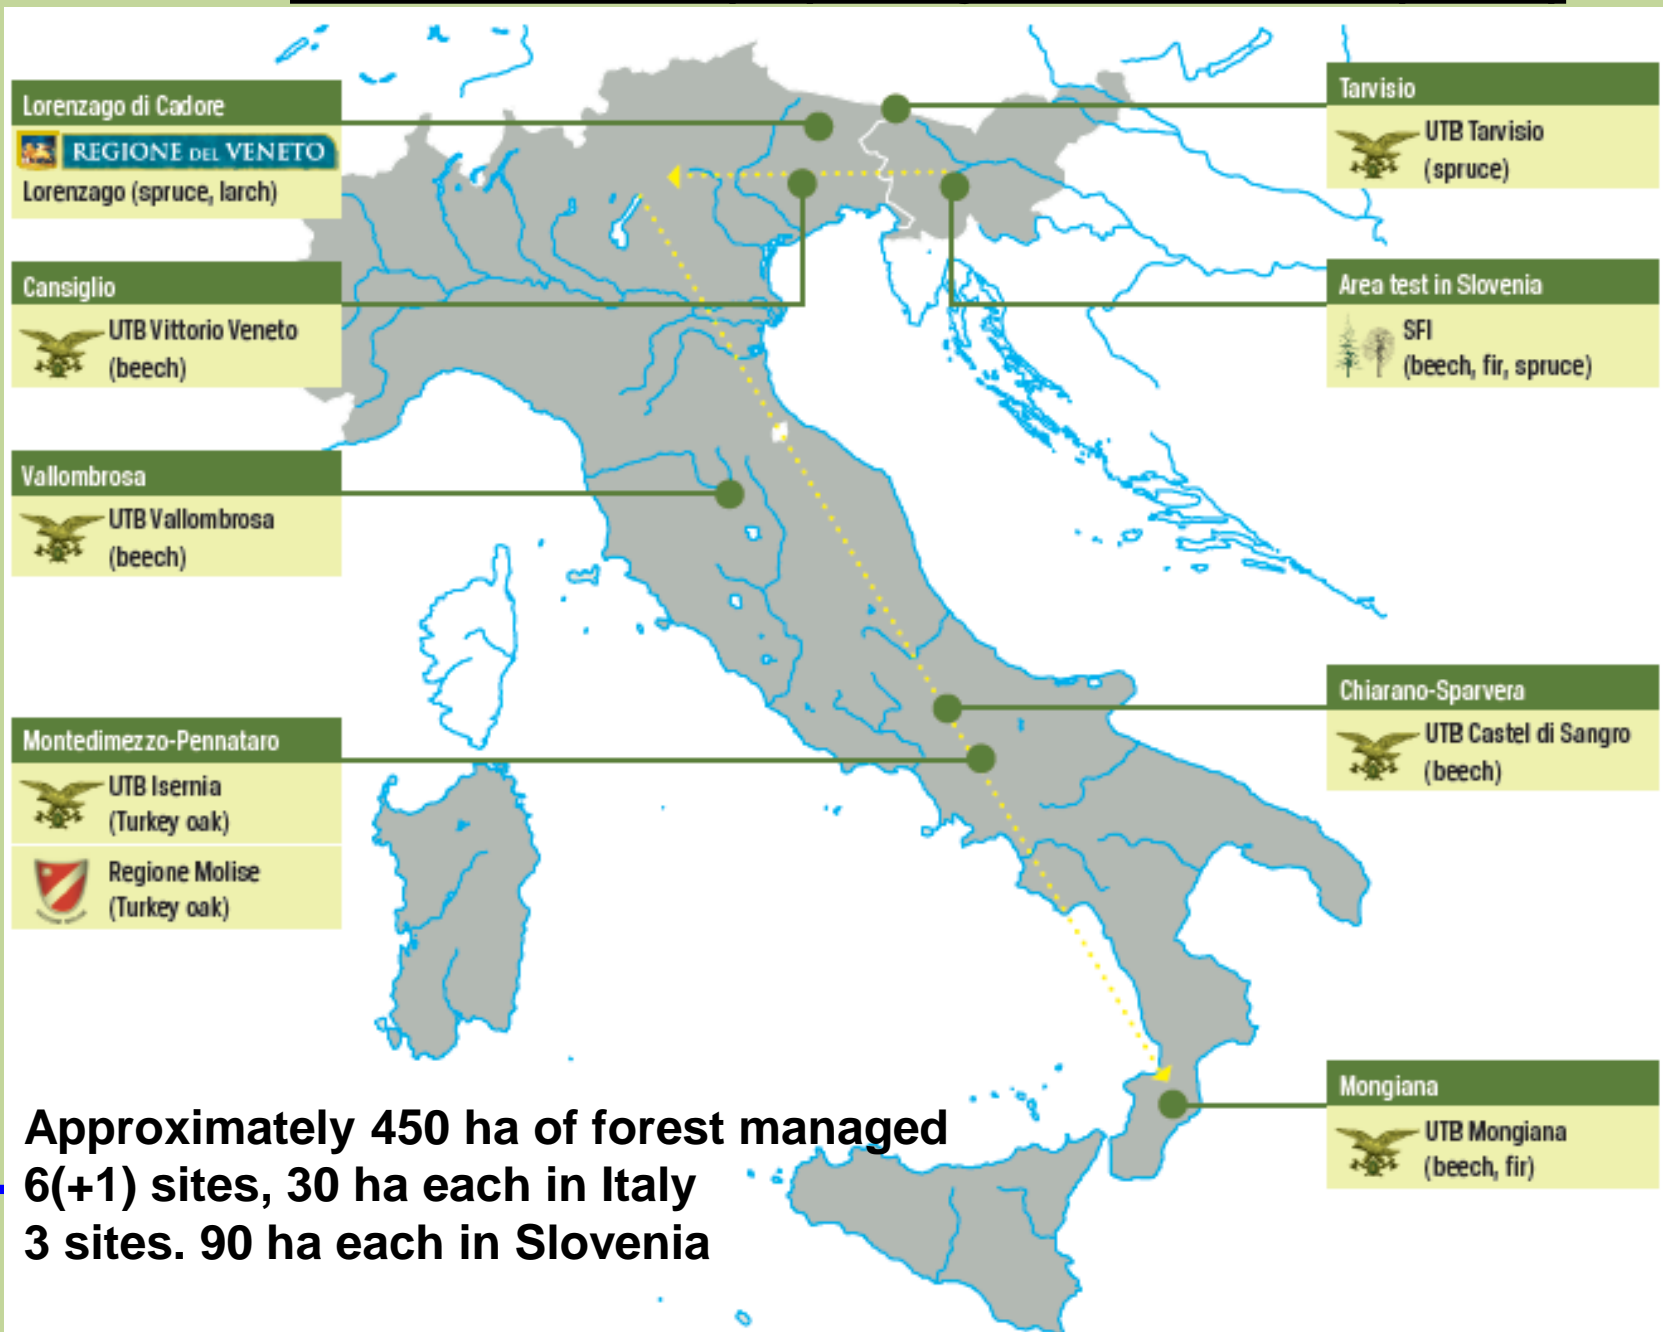 Lorenzago di Cadore
REGIONE DEL VENETO
Lorenzago (spruce, larch)
Cansiglio
UTB Vittorio Veneto
(beech)
Vallombrosa
UTB Vallombrosa
(beech)
Montedimezzo-Pennataro
UTB Isernia
(Turkey oak)
Regione Molise
(Turkey oak)
Tarvisio
UTB Tarvisio
(spruce)
Area test in Slovenia
SFI
(beech, fir, spruce)
Chiarano-Sparvera
UTB Castel di Sangro
(beech)
Mongiana
UTB Mongiana
(beech, fir)
Approximately 450 ha of forest managed
6(+1) sites, 30 ha each in Italy
3 sites. 90 ha each in Slovenia